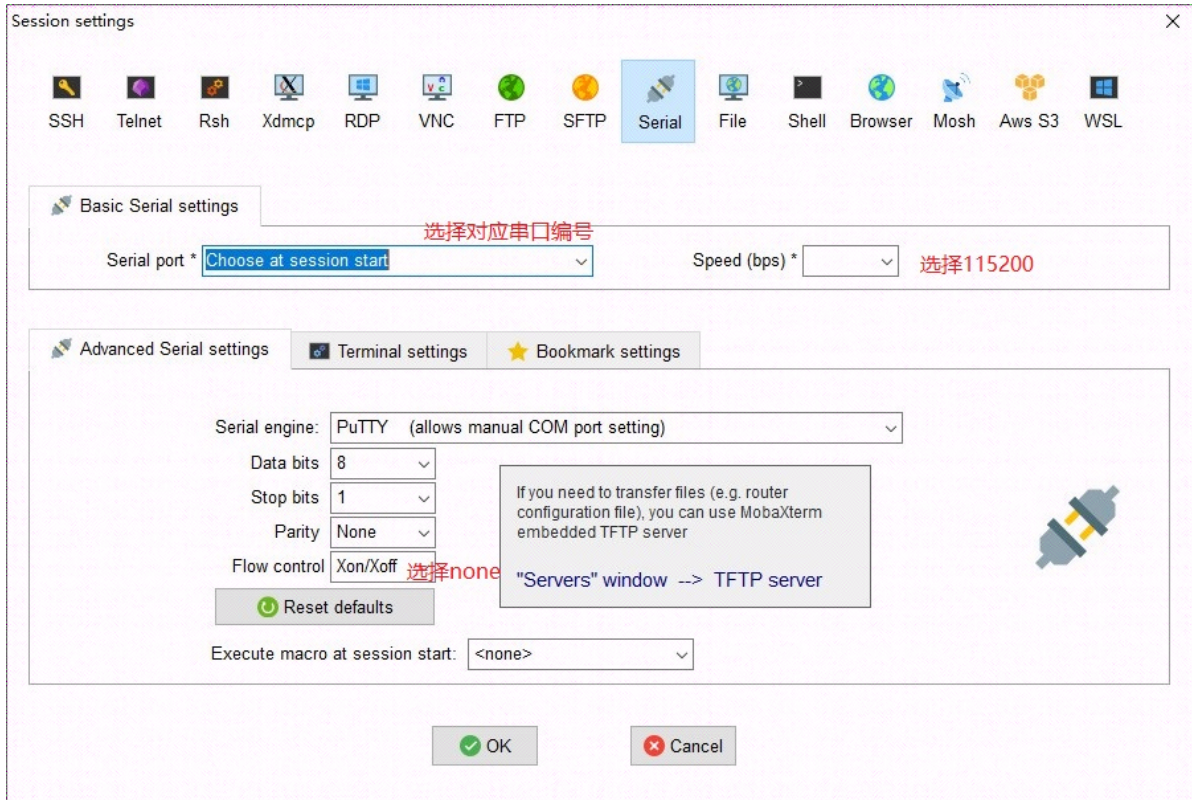 Session settings
SSH Telnet Rsh Xdmcp RDP VNC FTP SFTP Serial File Shell Browser Mosh Aws S3 WSL
Basic Serial settings
选择对应串口编号
Serial port * Choose at session start Speed (bps) * 选择115200
Advanced Serial settings Terminal settings Bookmark settings
Serial engine: PuTTY (allows manual COM port setting)
Data bits 8
Stop bits 1
Parity None
Flow control Xon/Xoff 选择none
If you need to transfer files (e.g. router
configuration file), you can use MobaXterm
embedded TFTP server
"Servers" window --> TFTP server
Reset defaults
Execute macro at session start: <none>
OK Cancel